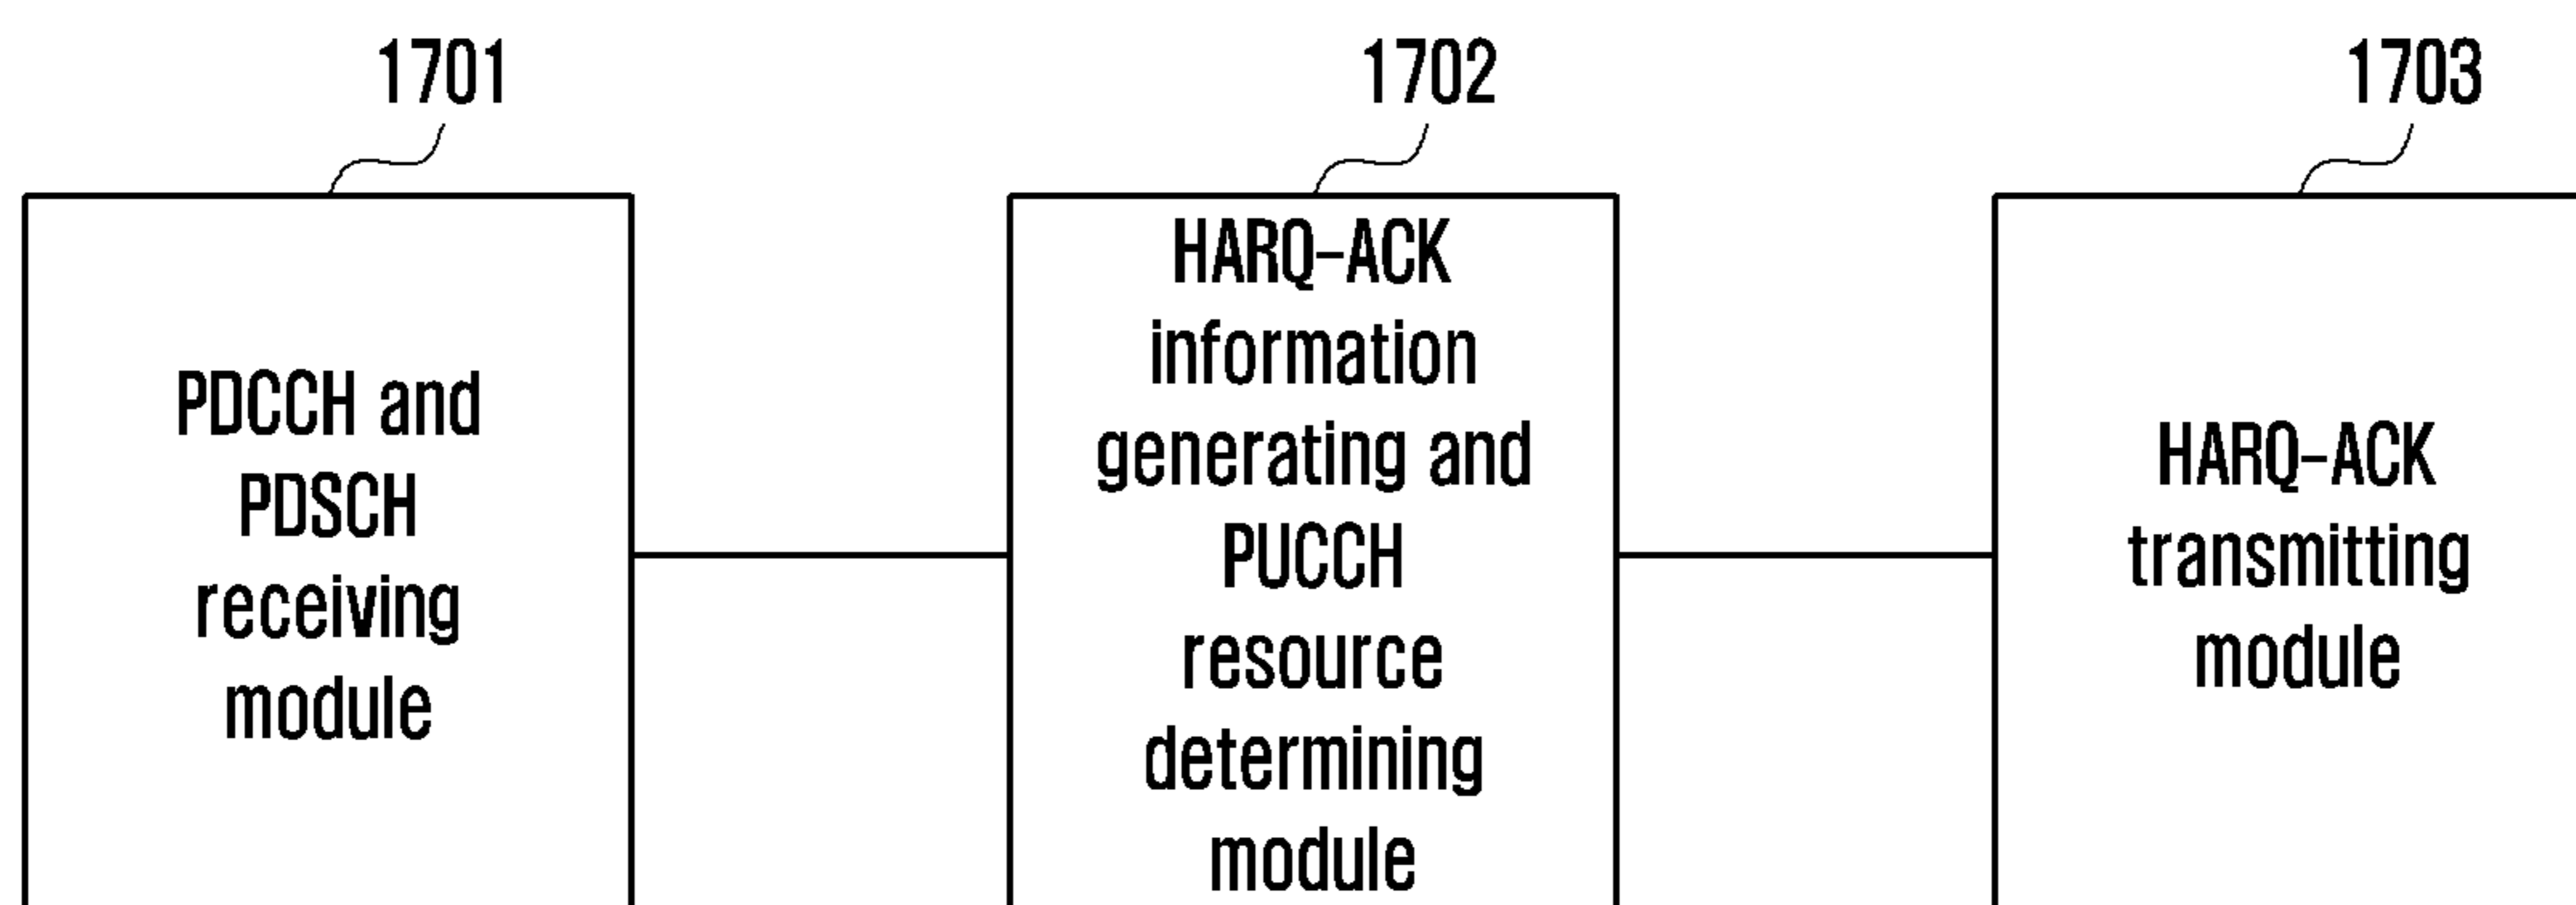 1701
1702
1703
PDCCH and
PDSCH
receiving
module
HARQ-ACK
information
generating and
PUCCH
resource
determining
module
HARQ-ACK
transmitting
module